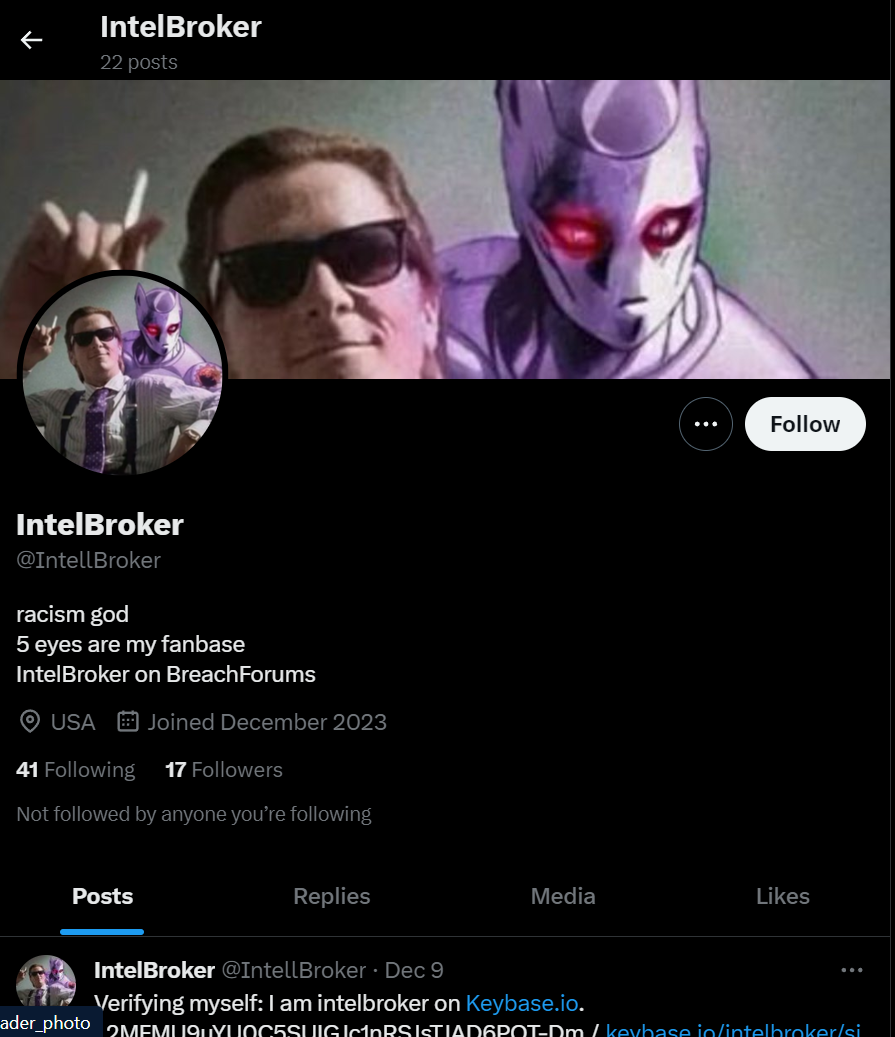 IntelBroker
22 posts
Follow
IntelBroker
@IntellBroker
racism god
5 eyes are my fanbase
IntelBroker on BreachForums
USA Joined December 2023
41 Following 17 Followers
Not followed by anyone you’re following
Posts Replies Media Likes
IntelBroker @IntellBroker · Dec 9
Verifying myself: I am intelbroker on Keybase.io.
ader_photo / keybase.io/intelbroker/si